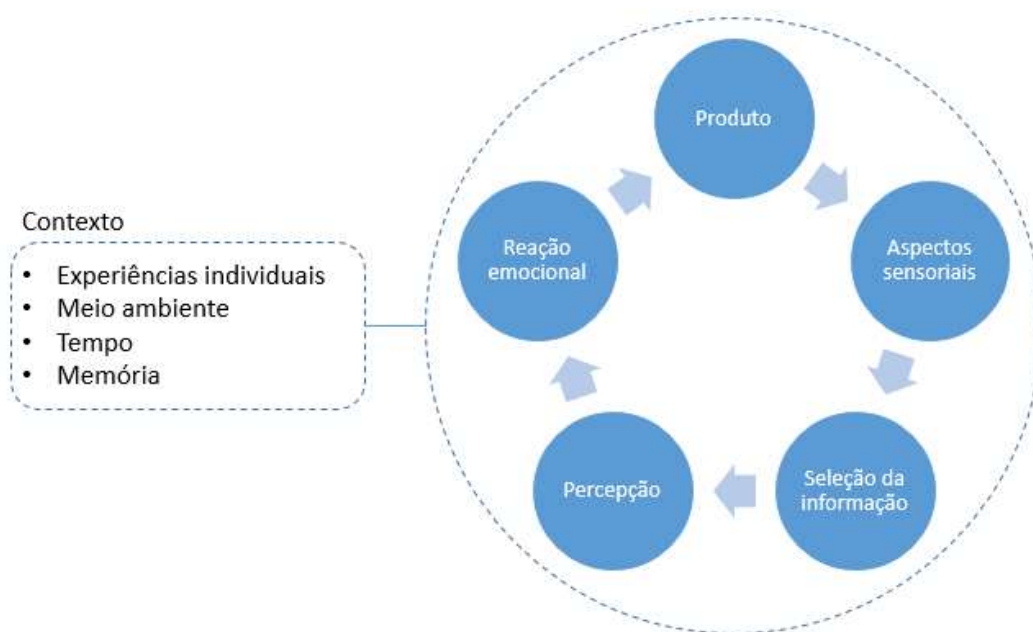 Contexto
• Experiências individuais
• Meio ambiente
• Tempo
• Memória
Produto
Aspectos
sensoriais
Seleção da
informação
Percepção
Reação
emocional